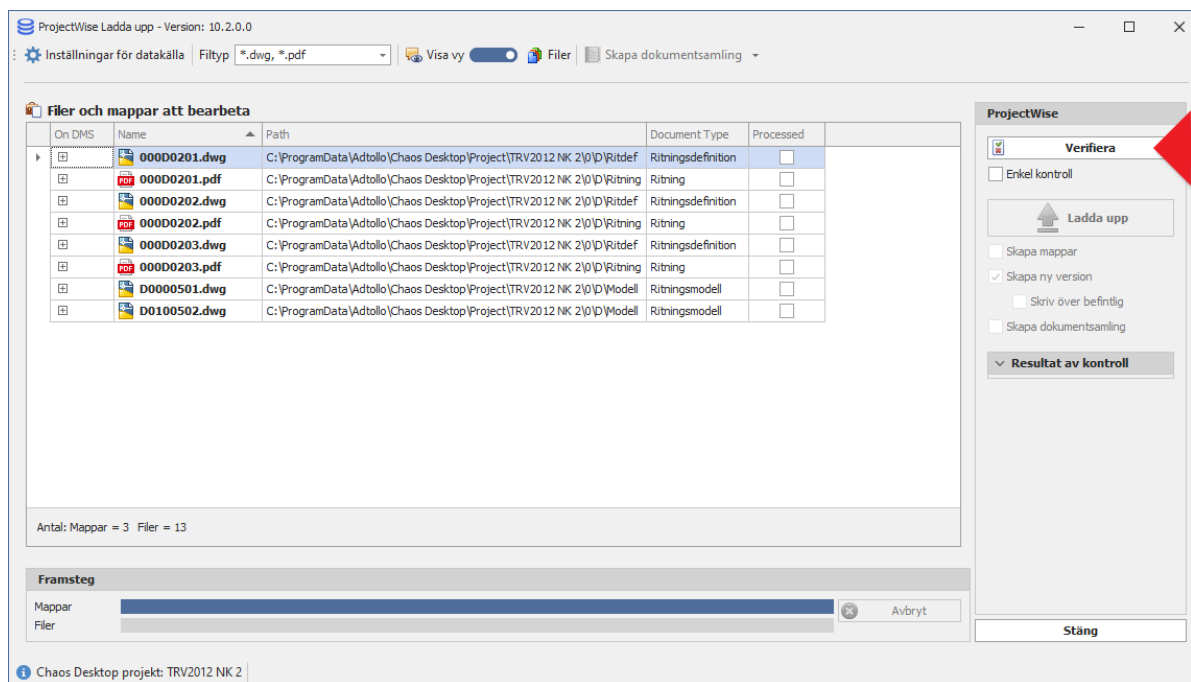 ProjectWise Ladda upp - Version: 10.2.0.0
Inställningar för datakälla Filtyp *.dwg, *.pdf Visa vy Filer Skapa dokumentsamling
Filer och mappar att bearbeta
On DMS Name Path Document Type Processed
000D0201.dwg C:\ProgramData\Adtollo\Chaos Desktop\Project\TRV2012 NK 2\0\D\Ritdef Ritningsdefinition
PDF 000D0201.pdf C:\ProgramData\Adtollo\Chaos Desktop\Project\TRV2012 NK 2\0\D\Ritning Ritning
000D0202.dwg C:\ProgramData\Adtollo\Chaos Desktop\Project\TRV2012 NK 2\0\D\Ritdef Ritningsdefinition
PDF 000D0202.pdf C:\ProgramData\Adtollo\Chaos Desktop\Project\TRV2012 NK 2\0\D\Ritning Ritning
000D0203.dwg C:\ProgramData\Adtollo\Chaos Desktop\Project\TRV2012 NK 2\0\D\Ritdef Ritningsdefinition
PDF 000D0203.pdf C:\ProgramData\Adtollo\Chaos Desktop\Project\TRV2012 NK 2\0\D\Ritning Ritning
D0000501.dwg C:\ProgramData\Adtollo\Chaos Desktop\Project\TRV2012 NK 2\0\D\Modell Ritningsmodell
D0100502.dwg C:\ProgramData\Adtollo\Chaos Desktop\Project\TRV2012 NK 2\0\D\Modell Ritningsmodell
Antal: Mappar = 3 Filer = 13
Framsteg
Mappar
Filer
Avbryt
ProjectWise
Verifiera
Enkel kontroll
Ladda upp
Skapa mappar
Skapa ny version
Skriv över befintlig
Skapa dokumentsamling
Resultat av kontroll
Stäng
Chaos Desktop projekt: TRV2012 NK 2